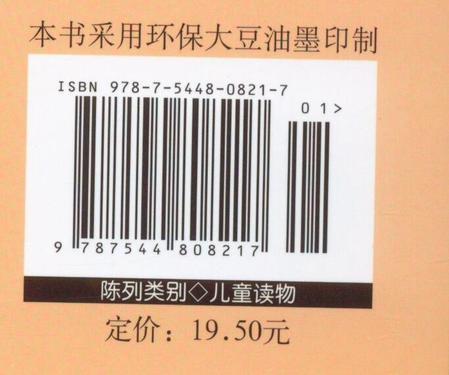 本书采用环保大豆油墨印制
ISBN 978-7-5448-0821-7
01>
9 787544 808217
陈列类别◇儿童读物
定价：19.50元